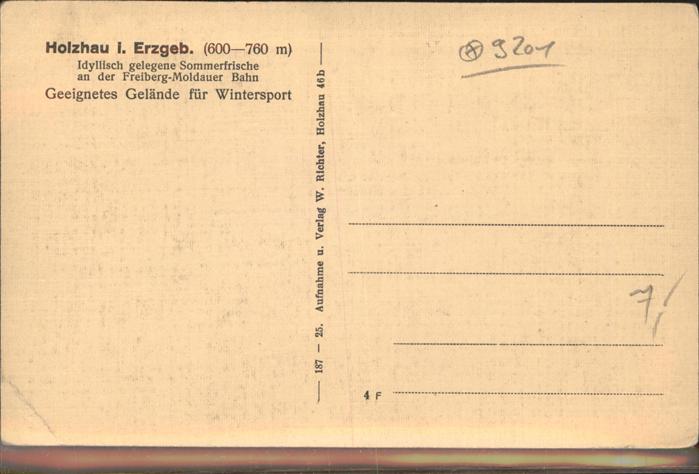 Holzhau i. Erzgeb. (600—760 m)
Idyllisch gelegene Sommerfrische
an der Freiberg-Moldauer Bahn
Geeignetes Gelände für Wintersport
187 – 25. Aufnahme u. Verlag W. Richter, Holzhau 46b
9201
7,
4 F